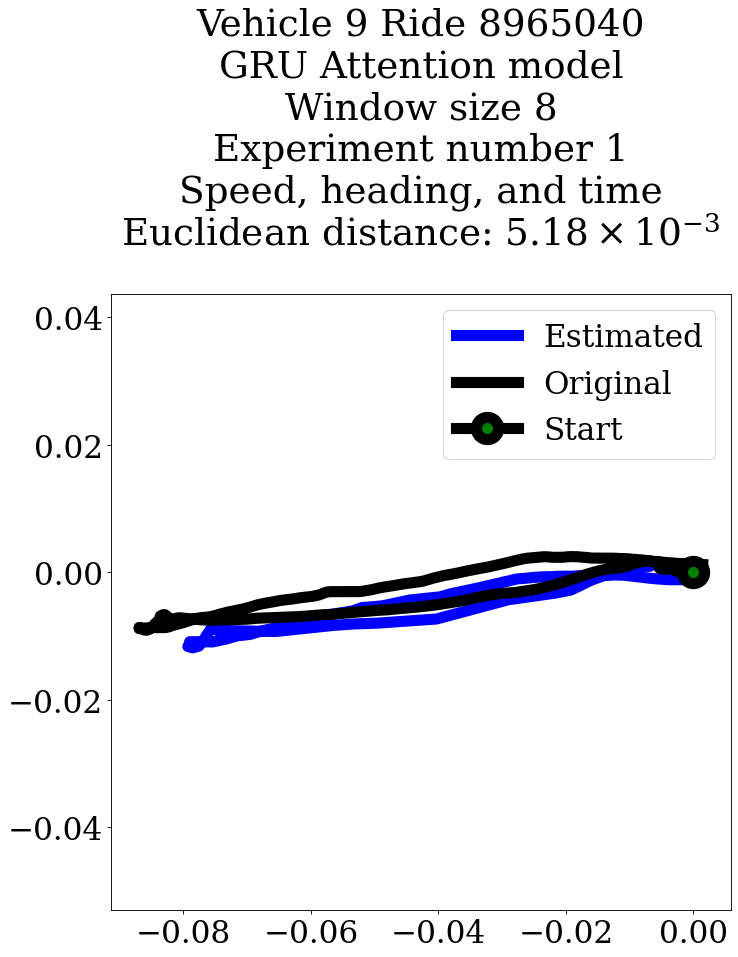 Vehicle 9 Ride 8965040
GRU Attention model
Window size 8
Experiment number 1
Speed, heading, and time
Euclidean distance: 5.18 × 10⁻³
Estimated
Original
Start
0.04
0.02
0.00
−0.02
−0.04
−0.08 −0.06 −0.04 −0.02 0.00